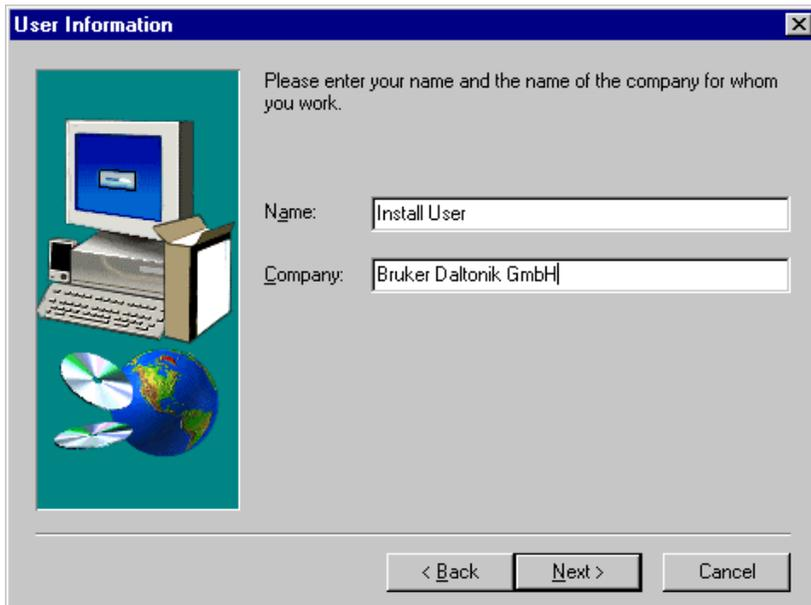 User Information
Please enter your name and the name of the company for whom
you work.
Name: Install User
Company: Bruker Daltonik GmbH
< Back Next > Cancel